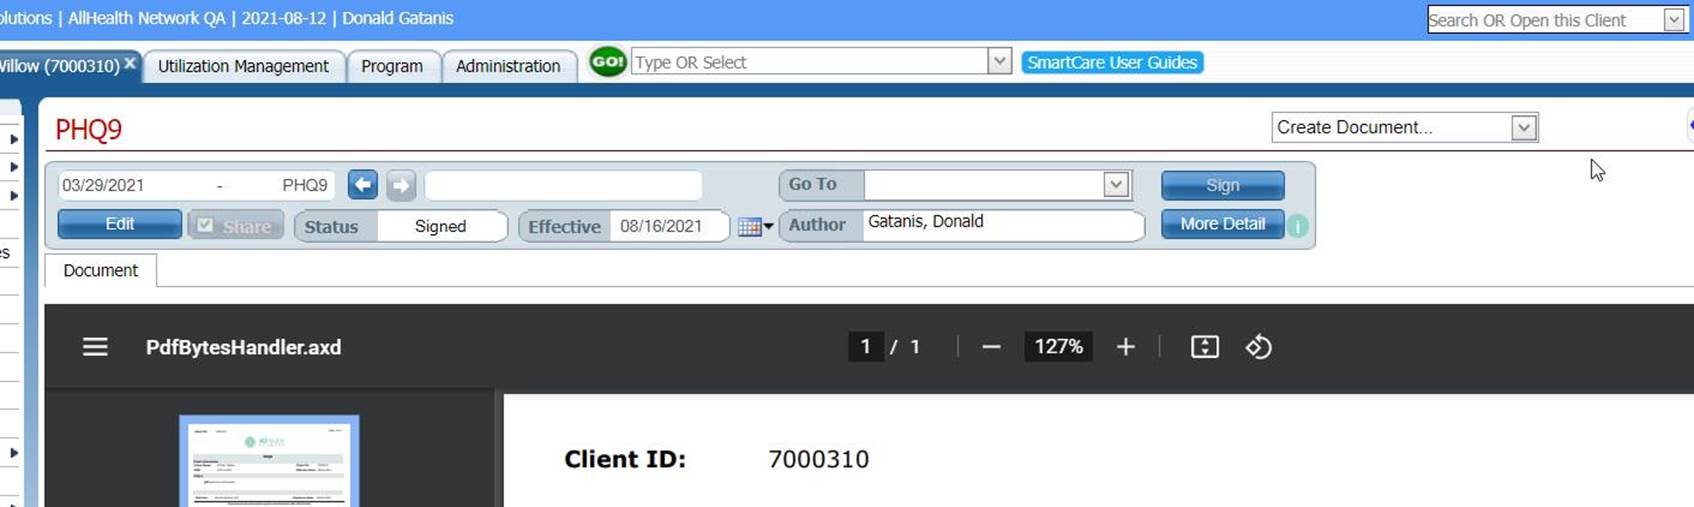 olutions | AllHealth Network QA | 2021-08-12 | Donald Gatanis
Search OR Open this Client
Willow (7000310) x
Utilization Management
Program
Administration
GO!
Type OR Select
SmartCare User Guides
PHQ9
Create Document...
03/29/2021 - PHQ9
Go To
Sign
Edit
Share
Status Signed
Effective 08/16/2021
Author Gatanis, Donald
More Detail
i
es
Document
PdfBytesHandler.axd
1 / 1
127%
Client ID: 7000310